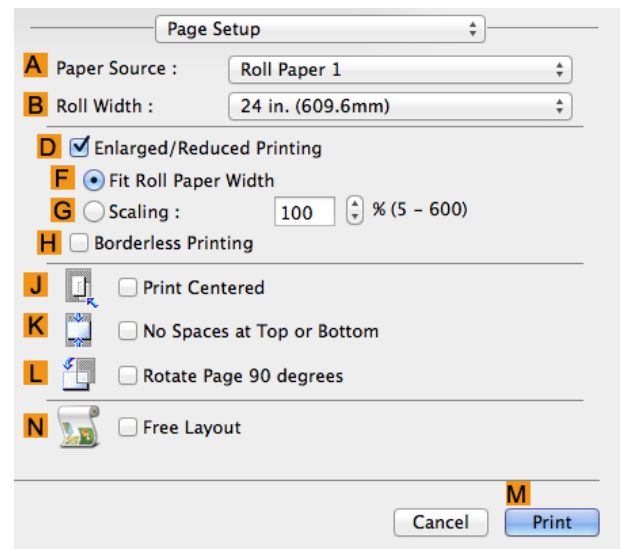 Page Setup
A Paper Source : Roll Paper 1
B Roll Width : 24 in. (609.6mm)
D Enlarged/Reduced Printing
F Fit Roll Paper Width
G Scaling : 100 % (5 - 600)
H Borderless Printing
J Print Centered
K No Spaces at Top or Bottom
L Rotate Page 90 degrees
N Free Layout
M
Cancel Print